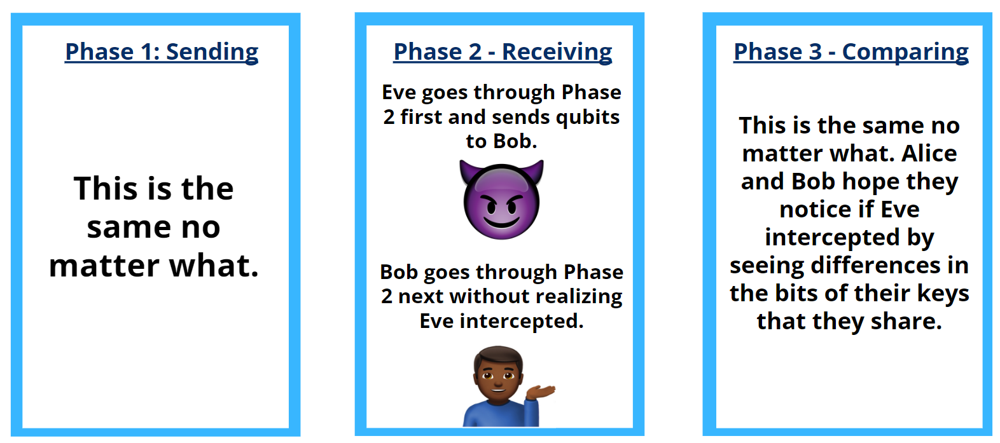 Phase 1: Sending
This is the
same no
matter what.
Phase 2 - Receiving
Eve goes through Phase
2 first and sends qubits
to Bob.
Bob goes through Phase
2 next without realizing
Eve intercepted.
Phase 3 - Comparing
This is the same no
matter what. Alice
and Bob hope they
notice if Eve
intercepted by
seeing differences in
the bits of their keys
that they share.